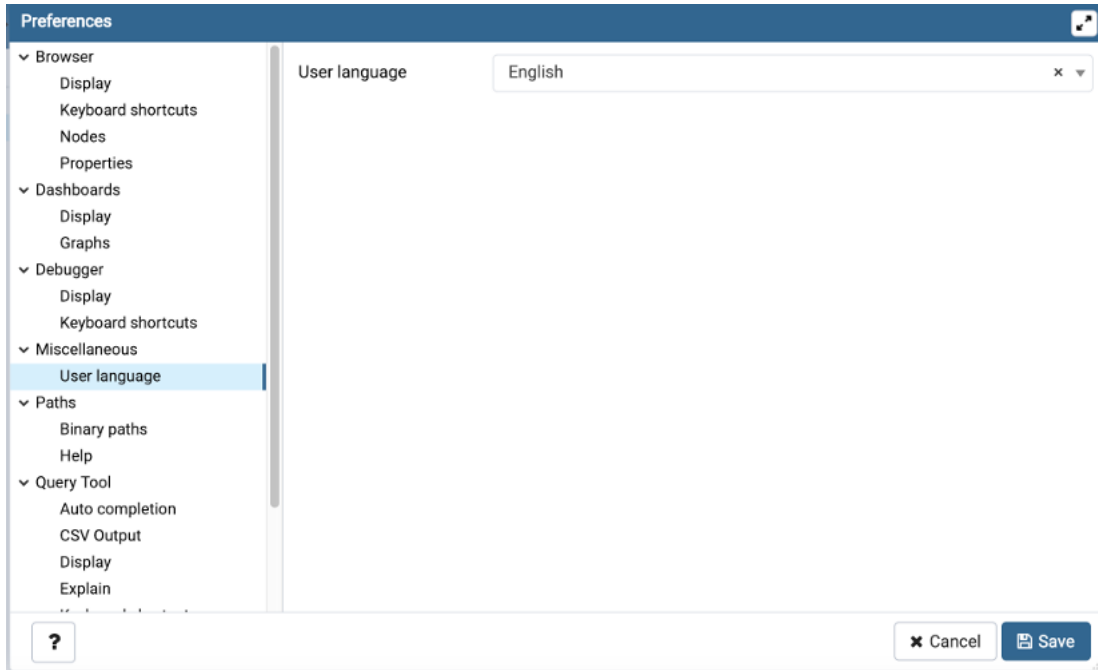 Preferences
Browser
Display
Keyboard shortcuts
Nodes
Properties
Dashboards
Display
Graphs
Debugger
Display
Keyboard shortcuts
Miscellaneous
User language
Paths
Binary paths
Help
Query Tool
Auto completion
CSV Output
Display
Explain
User language English
? Cancel Save